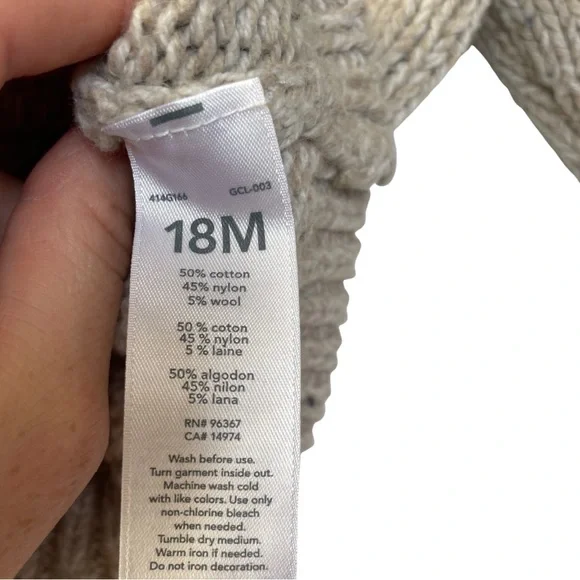 416G166 GCL-003
18M
50% cotton
45% nylon
5% wool
50 % coton
45 % nylon
5 % laine
50% algodon
45% nilon
5% lana
RN# 96367
CA# 14974
Wash before use.
Turn garment inside out.
Machine wash cold
with like colors. Use only
non-chlorine bleach
when needed.
Tumble dry medium.
Warm iron if needed.
Do not iron decoration.